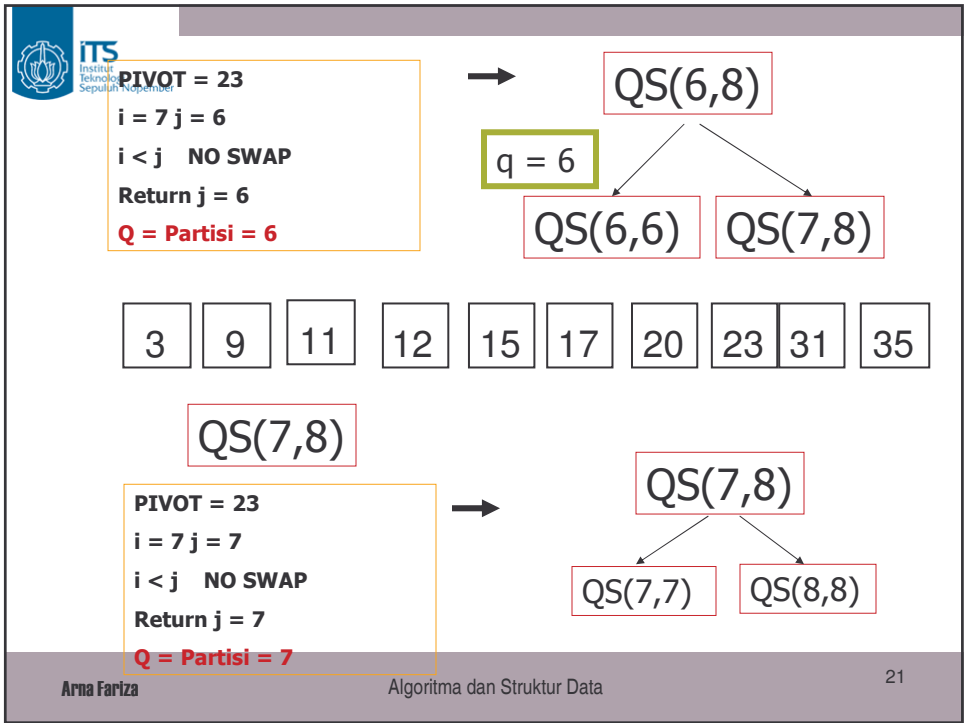 iTS
Institut
Teknologi
Sepuluh Nopember
PIVOT = 23
i = 7 j = 6
i < j NO SWAP
Return j = 6
Q = Partisi = 6
QS(6,8)
q = 6
QS(6,6) QS(7,8)
3 9 11 12 15 17 20 23 31 35
QS(7,8)
PIVOT = 23
i = 7 j = 7
i < j NO SWAP
Return j = 7
Q = Partisi = 7
QS(7,8)
QS(7,7) QS(8,8)
Arna Fariza Algoritma dan Struktur Data 21